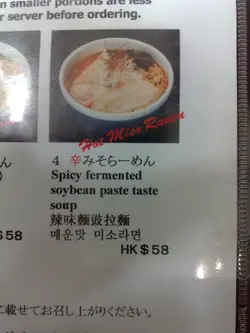 n smaller portions are less
r server before ordering.
Hot Miso Ramen
ん
4 辛みそらーめん
Spicy fermented
soybean paste taste
soup
辣味麵豉拉麵
매운맛 미소라면
$58
HK$58
に載せてお召し上がりください。